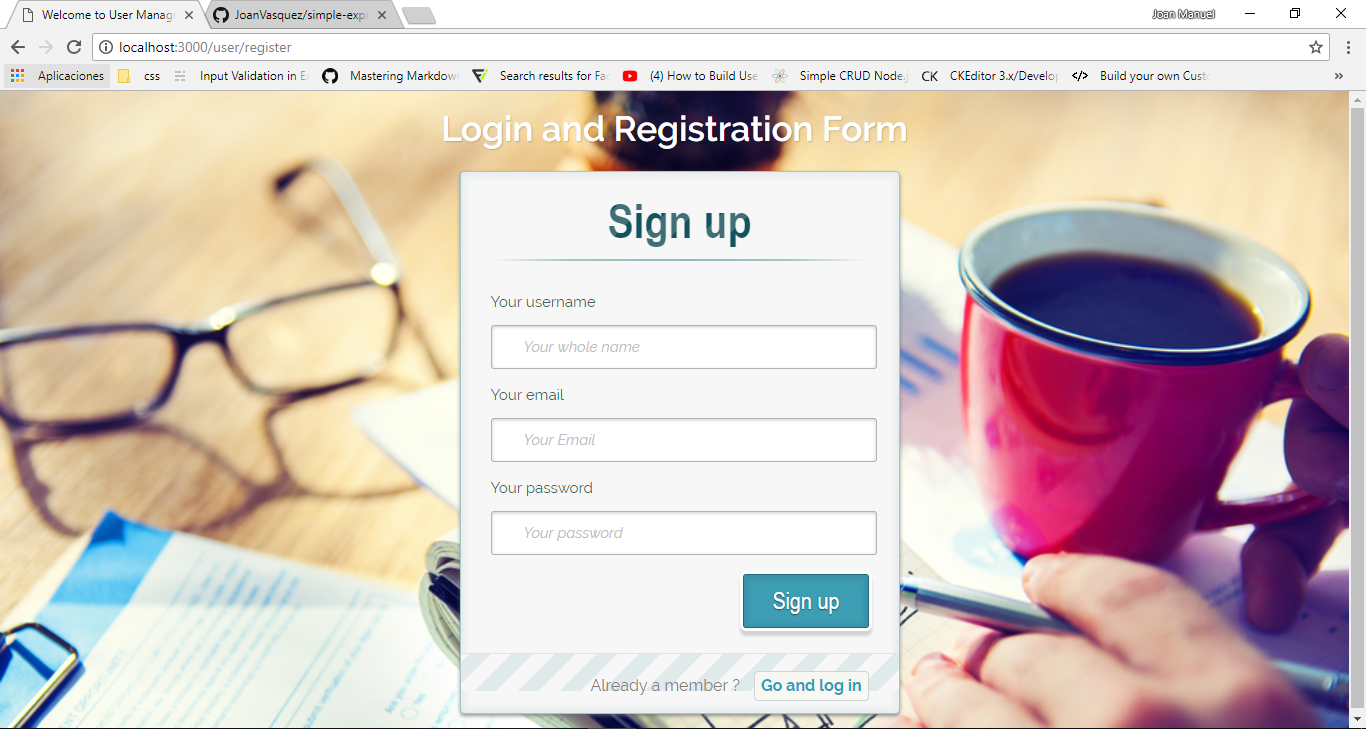 Welcome to User Manag
JoanVasquez/simple-exp
Joan Manuel
localhost:3000/user/register
Aplicaciones
css
Input Validation in E
Mastering Markdow
Search results for Fa
(4) How to Build Use
Simple CRUD Node.j
CK
CKEditor 3.x/Develo
Build your own Cust
Login and Registration Form
Sign up
Your username
Your whole name
Your email
Your Email
Your password
Your password
Sign up
Already a member ?
Go and log in